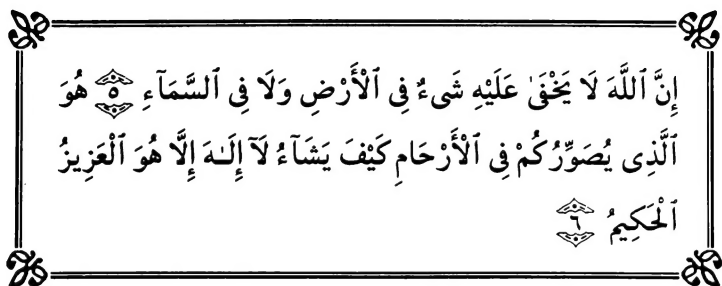 إِنَّ ٱللَّهَ لَا يَخْفَىٰ عَلَيْهِ شَىْءٌ فِى ٱلْأَرْضِ وَلَا فِى ٱلسَّمَآءِ ٥ هُوَ
ٱلَّذِى يُصَوِّرُكُمْ فِى ٱلْأَرْحَامِ كَيْفَ يَشَآءُ لَآ إِلَـٰهَ إِلَّا هُوَ ٱلْعَزِيزُ
ٱلْحَكِيمُ ٦